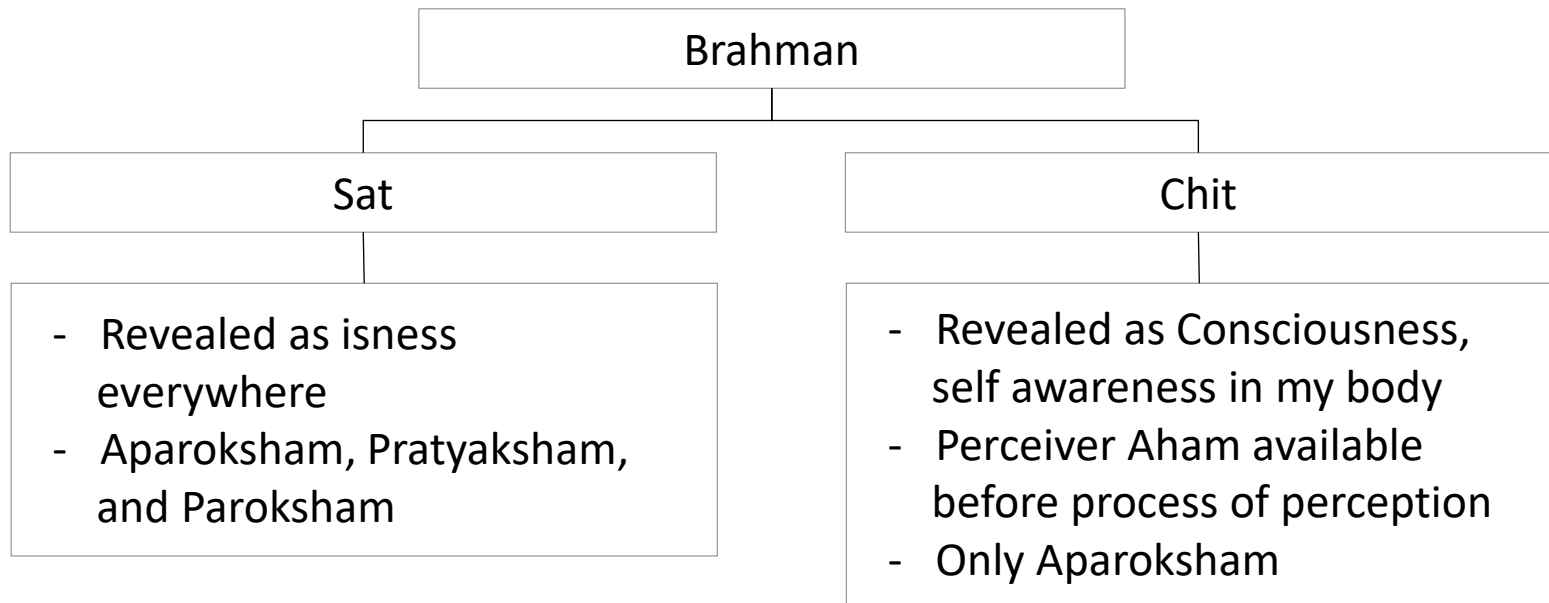 Brahman
Sat
Chit
- Revealed as isness
everywhere
- Aparoksham, Pratyaksham,
and Paroksham
- Revealed as Consciousness,
self awareness in my body
- Perceiver Aham available
before process of perception
- Only Aparoksham